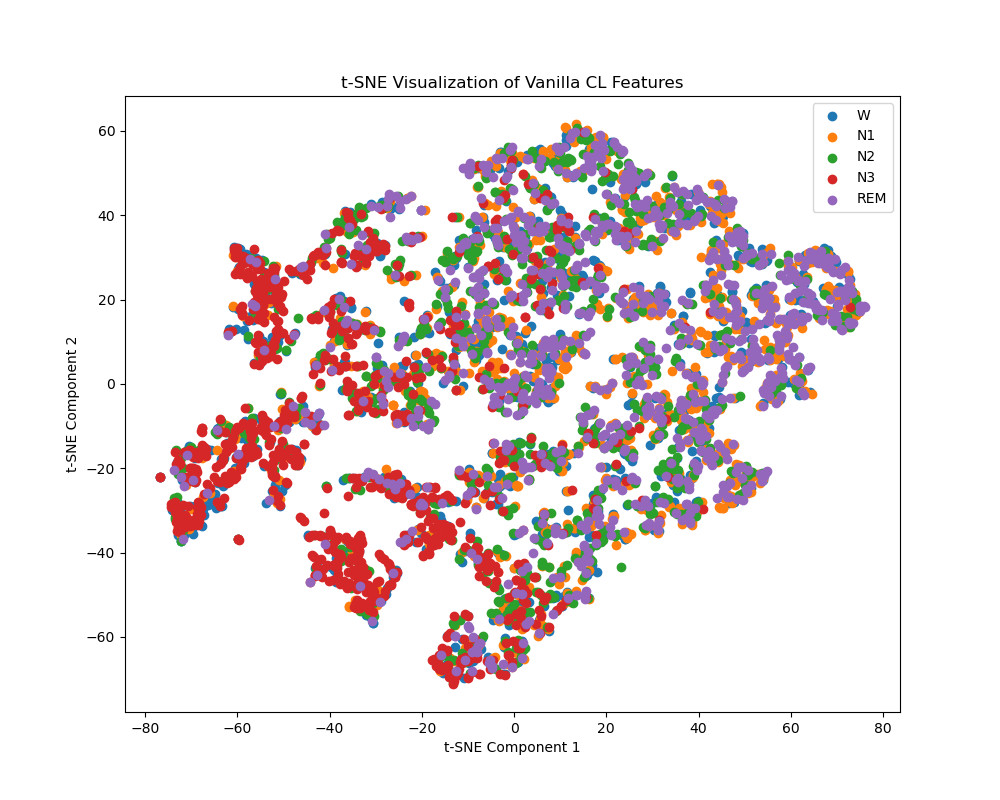 t-SNE Visualization of Vanilla CL Features
W
N1
N2
N3
REM
60
40
20
0
−20
−40
−60
t-SNE Component 2
−80
−60
−40
−20
0
20
40
60
80
t-SNE Component 1